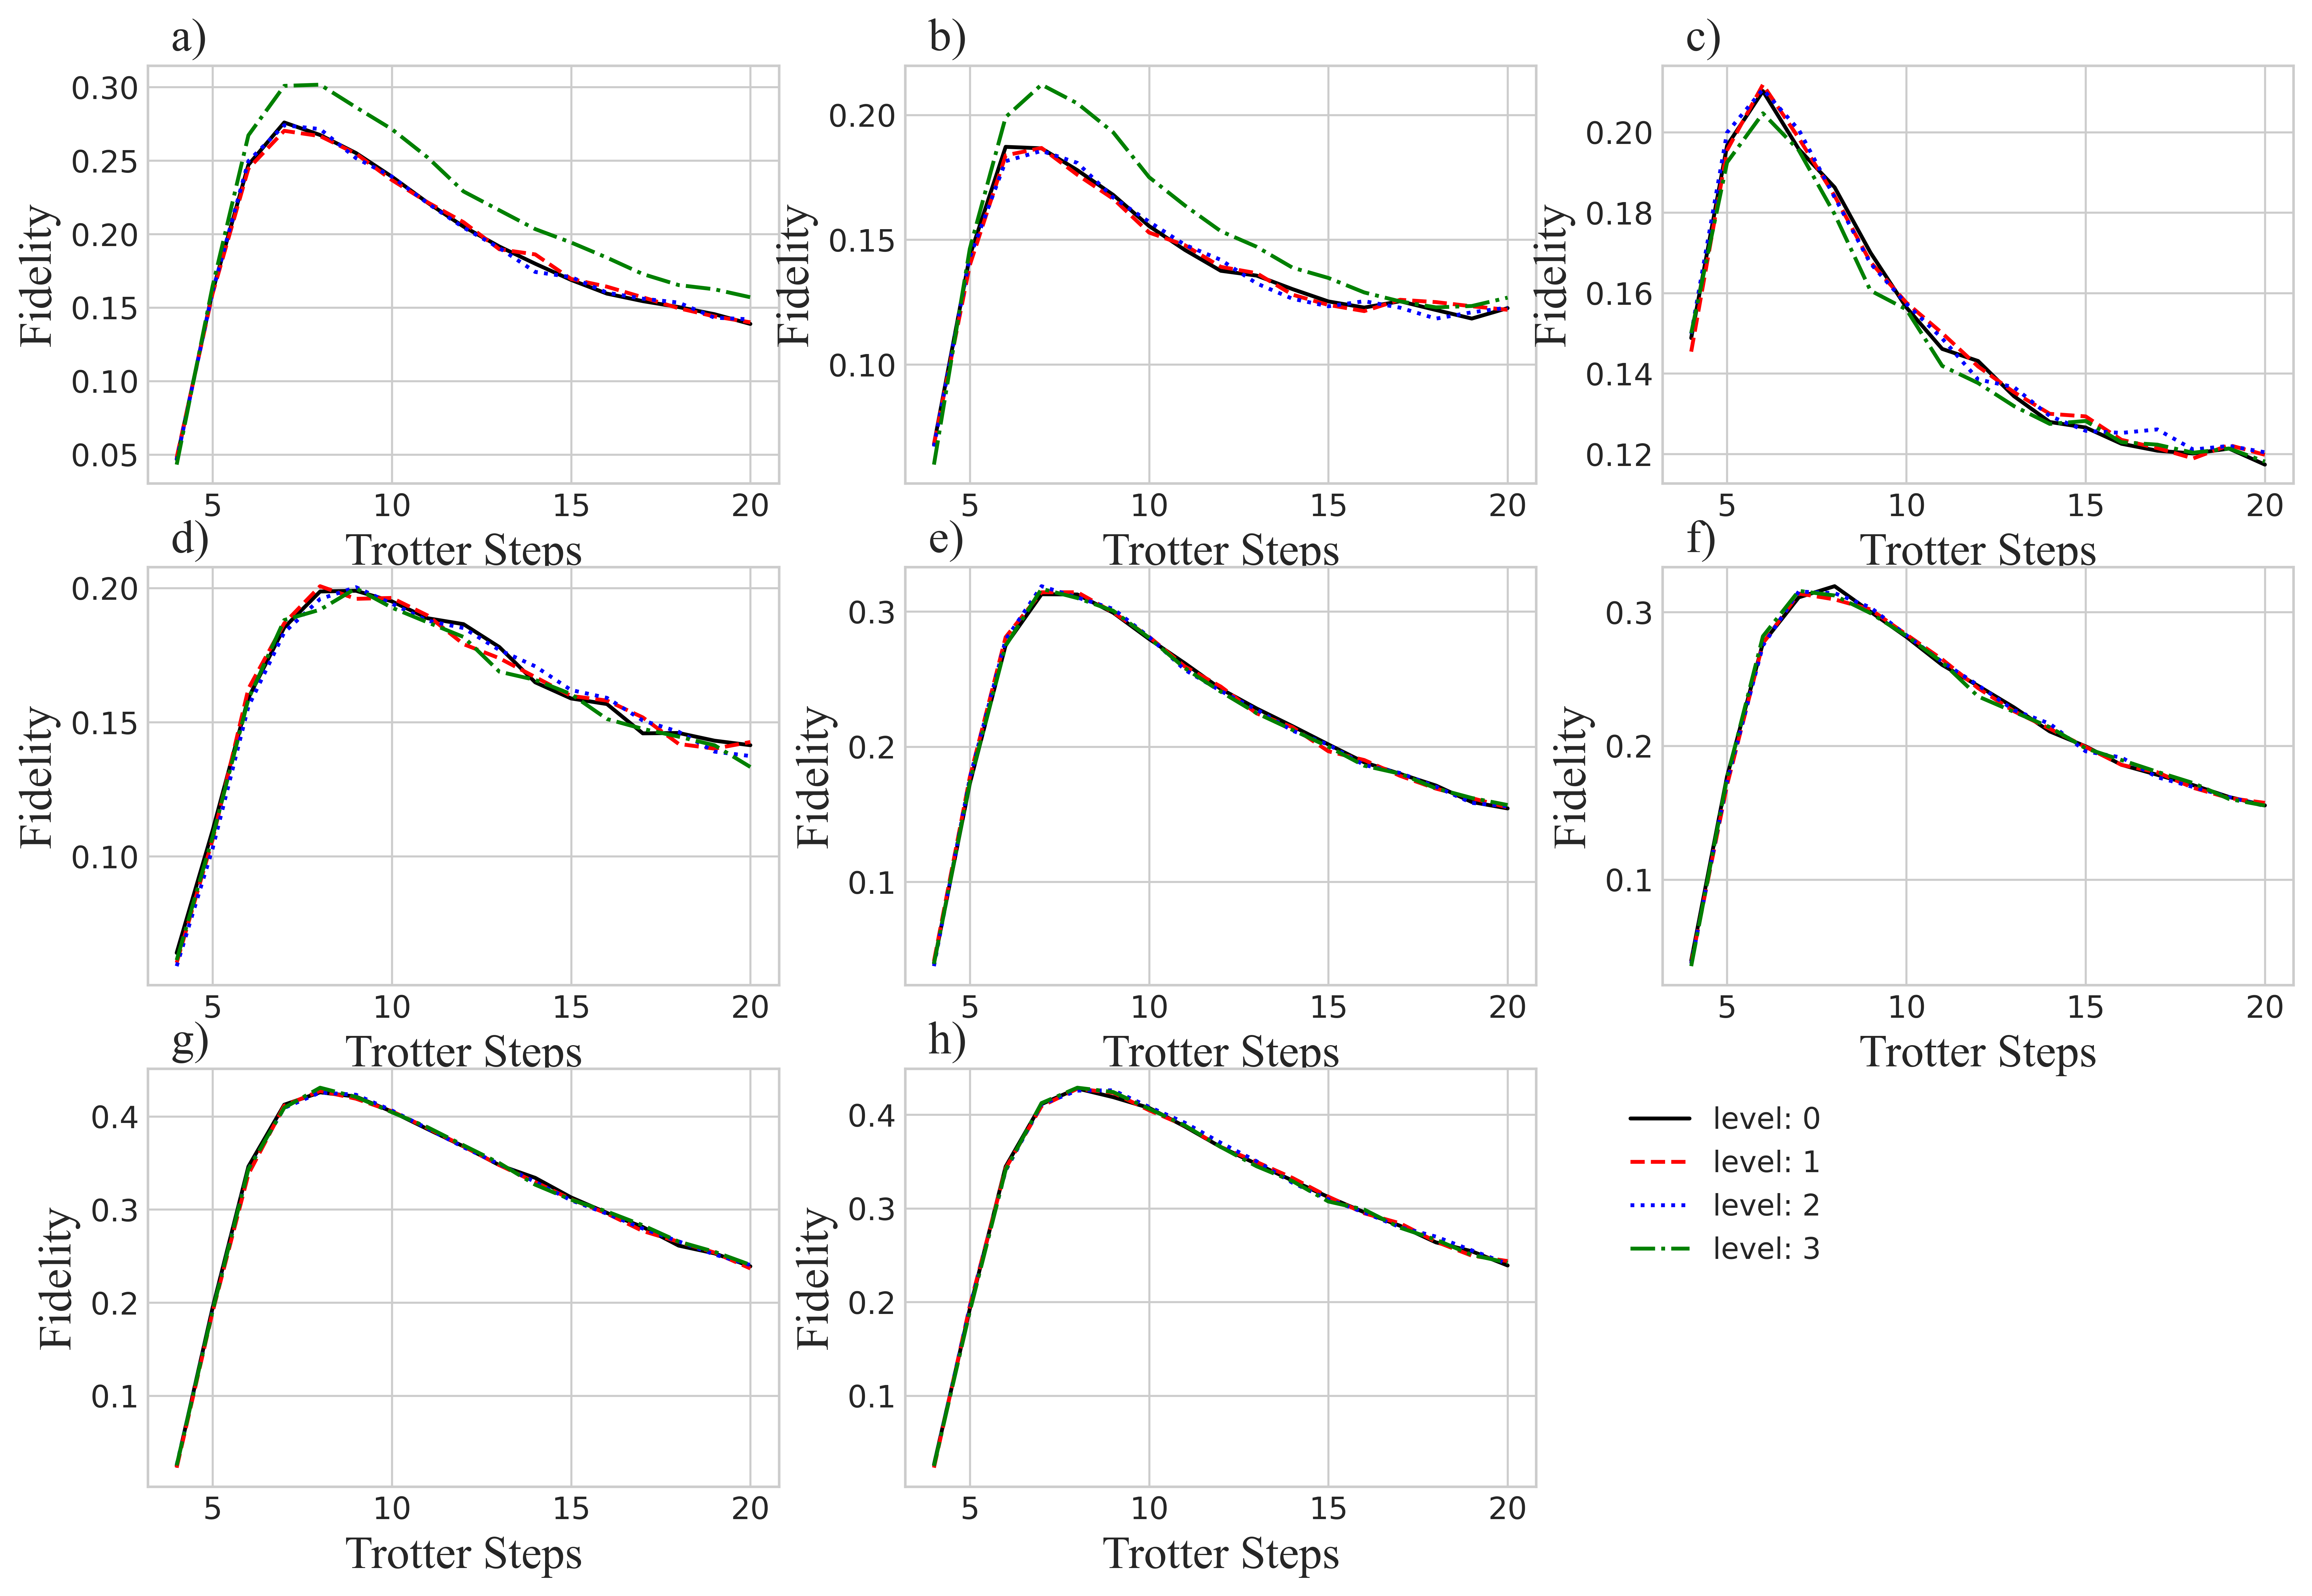 a)
0.30
0.25
0.20
0.15
0.10
0.05
5 10 15 20
Fidelity
Trotter Steps
b)
0.20
0.15
0.10
5 10 15 20
Fidelity
Trotter Steps
c)
0.20
0.18
0.16
0.14
0.12
5 10 15 20
Fidelity
Trotter Steps
d)
0.20
0.15
0.10
5 10 15 20
Fidelity
Trotter Steps
e)
0.3
0.2
0.1
5 10 15 20
Fidelity
Trotter Steps
f)
0.3
0.2
0.1
5 10 15 20
Fidelity
Trotter Steps
g)
0.4
0.3
0.2
0.1
5 10 15 20
Fidelity
Trotter Steps
h)
0.4
0.3
0.2
0.1
5 10 15 20
Fidelity
Trotter Steps
level: 0
level: 1
level: 2
level: 3